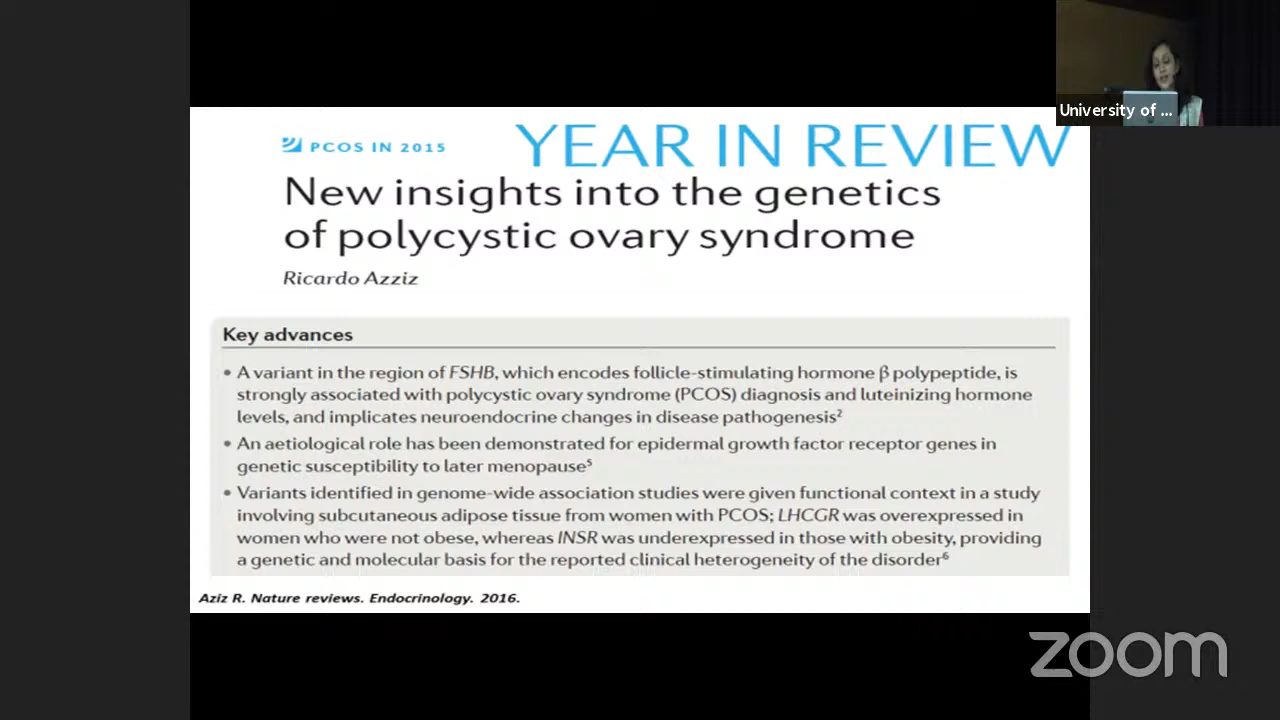 University of ...
PCOS IN 2015
YEAR IN REVIEW
New insights into the genetics
of polycystic ovary syndrome
Ricardo Azziz
Key advances
• A variant in the region of FSHB, which encodes follicle-stimulating hormone β polypeptide, is
strongly associated with polycystic ovary syndrome (PCOS) diagnosis and luteinizing hormone
levels, and implicates neuroendocrine changes in disease pathogenesis²
• An aetiological role has been demonstrated for epidermal growth factor receptor genes in
genetic susceptibility to later menopause⁵
• Variants identified in genome-wide association studies were given functional context in a study
involving subcutaneous adipose tissue from women with PCOS; LHCGR was overexpressed in
women who were not obese, whereas INSR was underexpressed in those with obesity, providing
a genetic and molecular basis for the reported clinical heterogeneity of the disorder⁶
Aziz R. Nature reviews. Endocrinology. 2016.
zoom